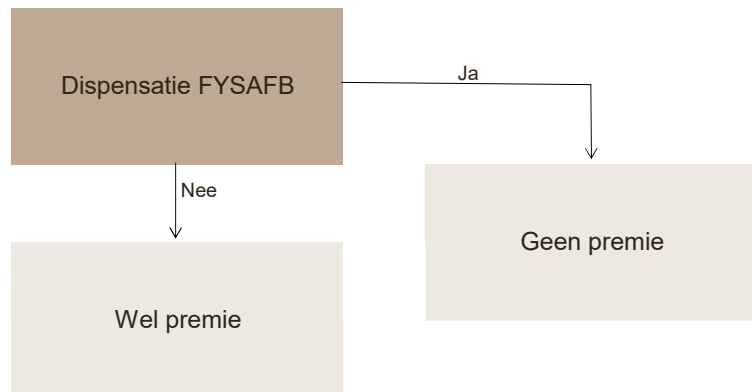 Dispensatie FYSAFB
Ja
Nee
Geen premie
Wel premie